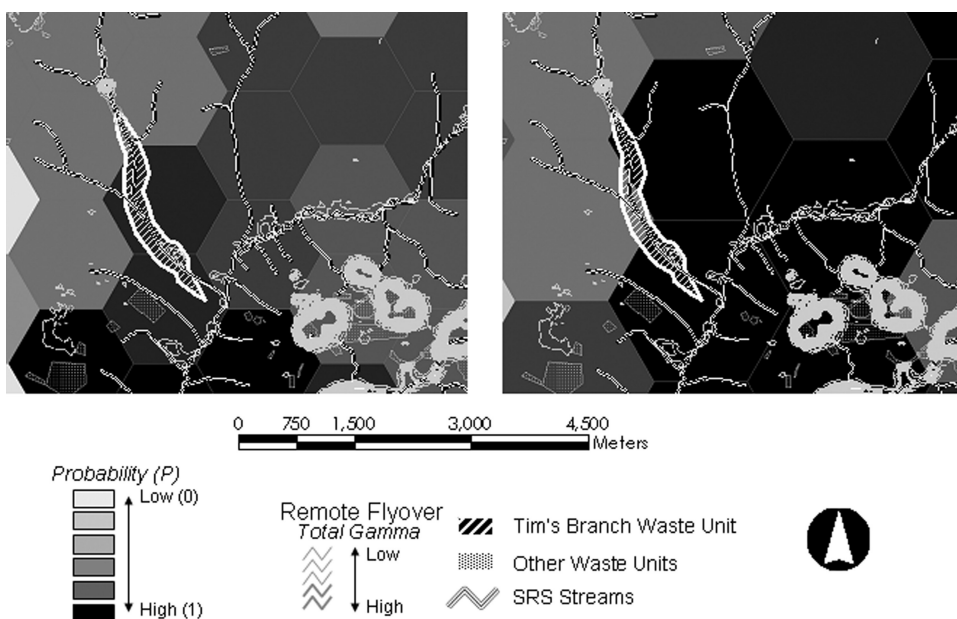 0 750 1,500 3,000 4,500
Meters
Probability (P)
Low (0)
High (1)
Remote Flyover
Total Gamma
Low
High
Tim's Branch Waste Unit
Other Waste Units
SRS Streams